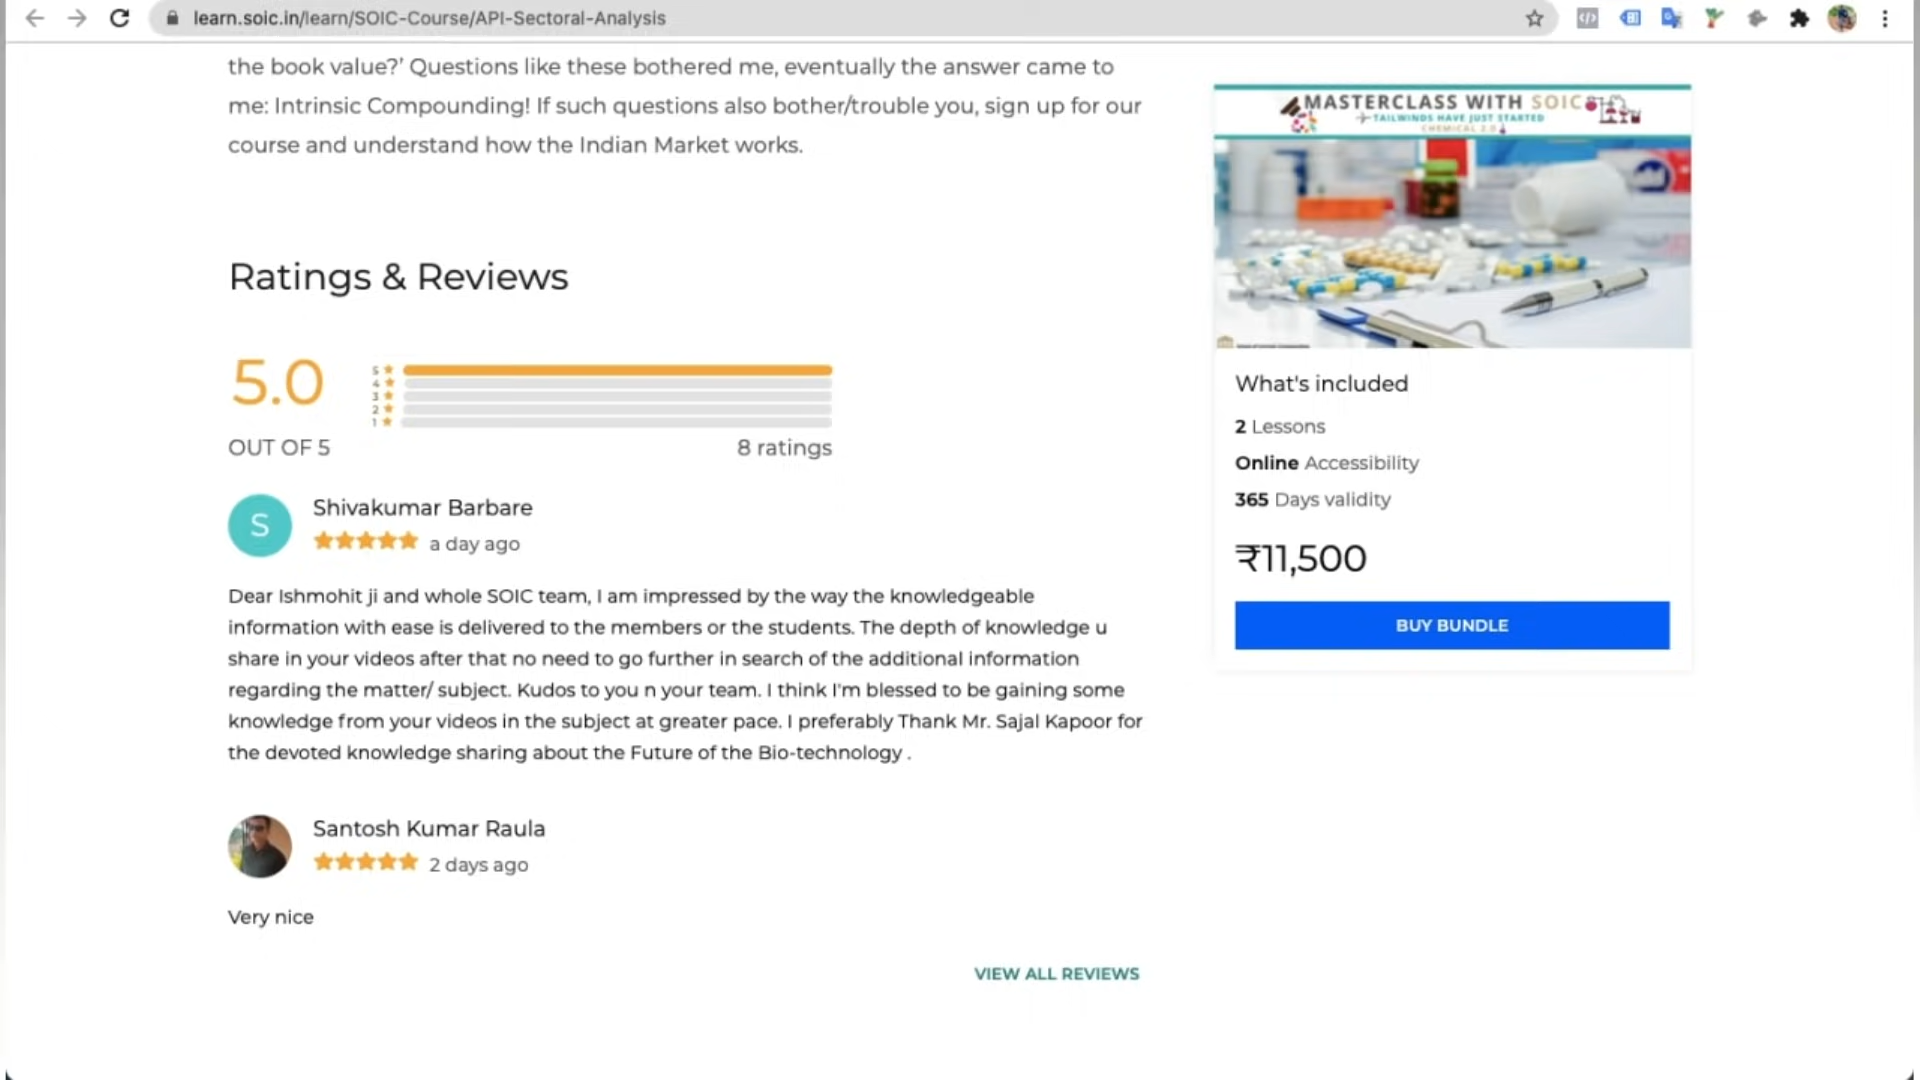 learn.soic.in/learn/SOIC-Course/API-Sectoral-Analysis
the book value?’ Questions like these bothered me, eventually the answer came to
me: Intrinsic Compounding! If such questions also bother/trouble you, sign up for our
course and understand how the Indian Market works.
Ratings & Reviews
5.0
OUT OF 5
5
4
3
2
1
8 ratings
S
Shivakumar Barbare
a day ago
Dear Ishmohit ji and whole SOIC team, I am impressed by the way the knowledgeable
information with ease is delivered to the members or the students. The depth of knowledge u
share in your videos after that no need to go further in search of the additional information
regarding the matter/ subject. Kudos to you n your team. I think I'm blessed to be gaining some
knowledge from your videos in the subject at greater pace. I preferably Thank Mr. Sajal Kapoor for
the devoted knowledge sharing about the Future of the Bio-technology .
Santosh Kumar Raula
2 days ago
Very nice
VIEW ALL REVIEWS
MASTERCLASS WITH SOIC
TAILWINDS HAVE JUST STARTED
CHEMICAL 2.0
What's included
2 Lessons
Online Accessibility
365 Days validity
₹11,500
BUY BUNDLE